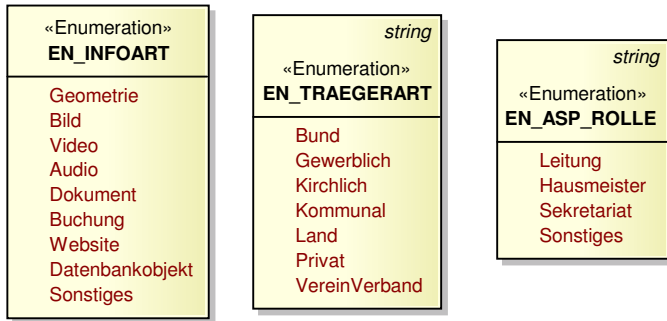 «Enumeration»
EN_INFOART
Geometrie
Bild
Video
Audio
Dokument
Buchung
Website
Datenbankobjekt
Sonstiges
string
«Enumeration»
EN_TRAEGERART
Bund
Gewerblich
Kirchlich
Kommunal
Land
Privat
VereinVerband
string
«Enumeration»
EN_ASP_ROLLE
Leitung
Hausmeister
Sekretariat
Sonstiges